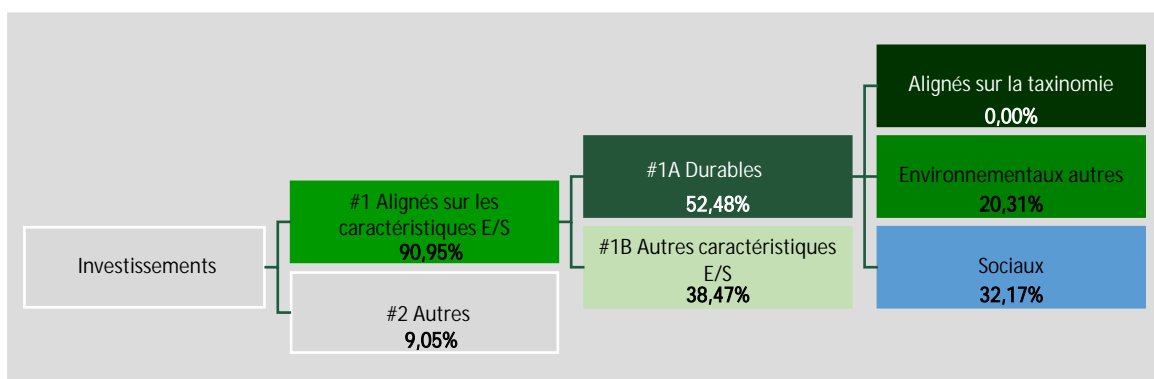 Investissements
#1 Alignés sur les
caractéristiques E/S
90,95%
#2 Autres
9,05%
#1A Durables
52,48%
#1B Autres caractéristiques
E/S
38,47%
Alignés sur la taxinomie
0,00%
Environnementaux autres
20,31%
Sociaux
32,17%